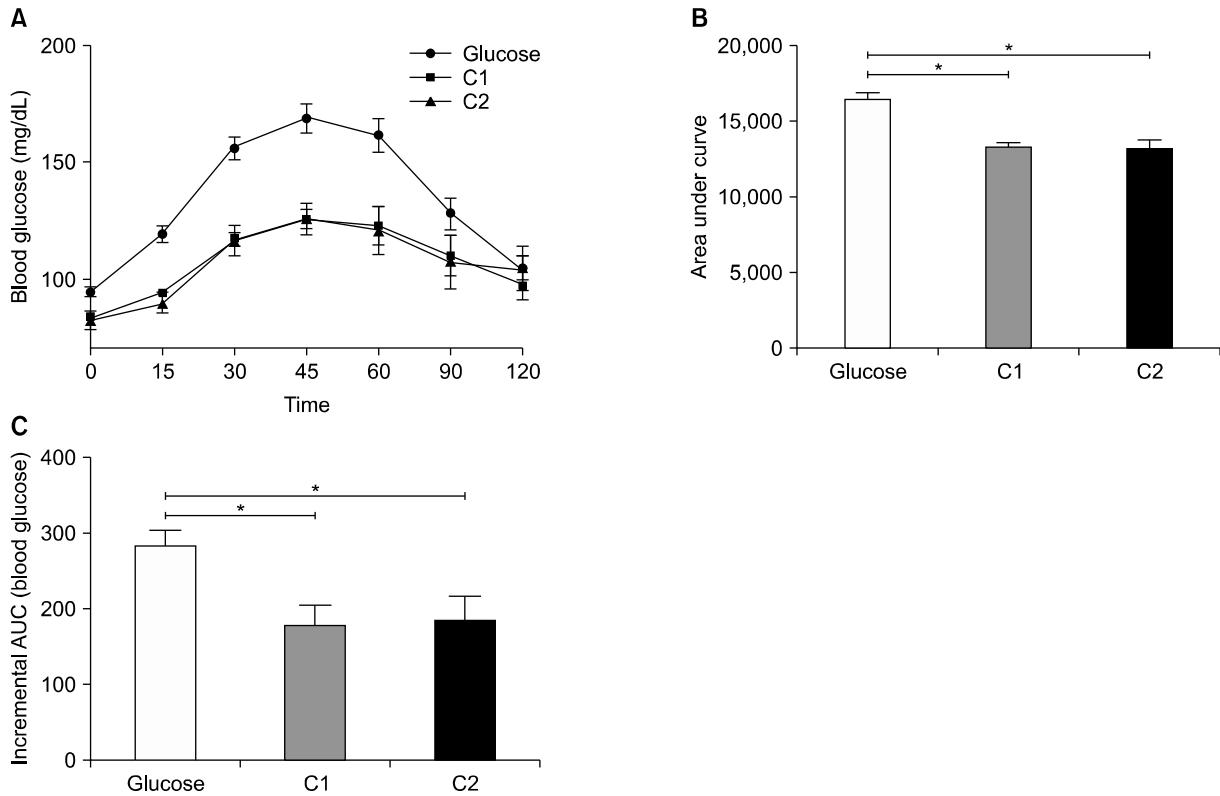 A
Blood glucose (mg/dL)
200
150
100
0 15 30 45 60 90 120
Time
Glucose
C1
C2
B
Area under curve
20,000
15,000
10,000
5,000
0
*
*
Glucose C1 C2
C
Incremental AUC (blood glucose)
400
300
200
100
0
*
*
Glucose C1 C2